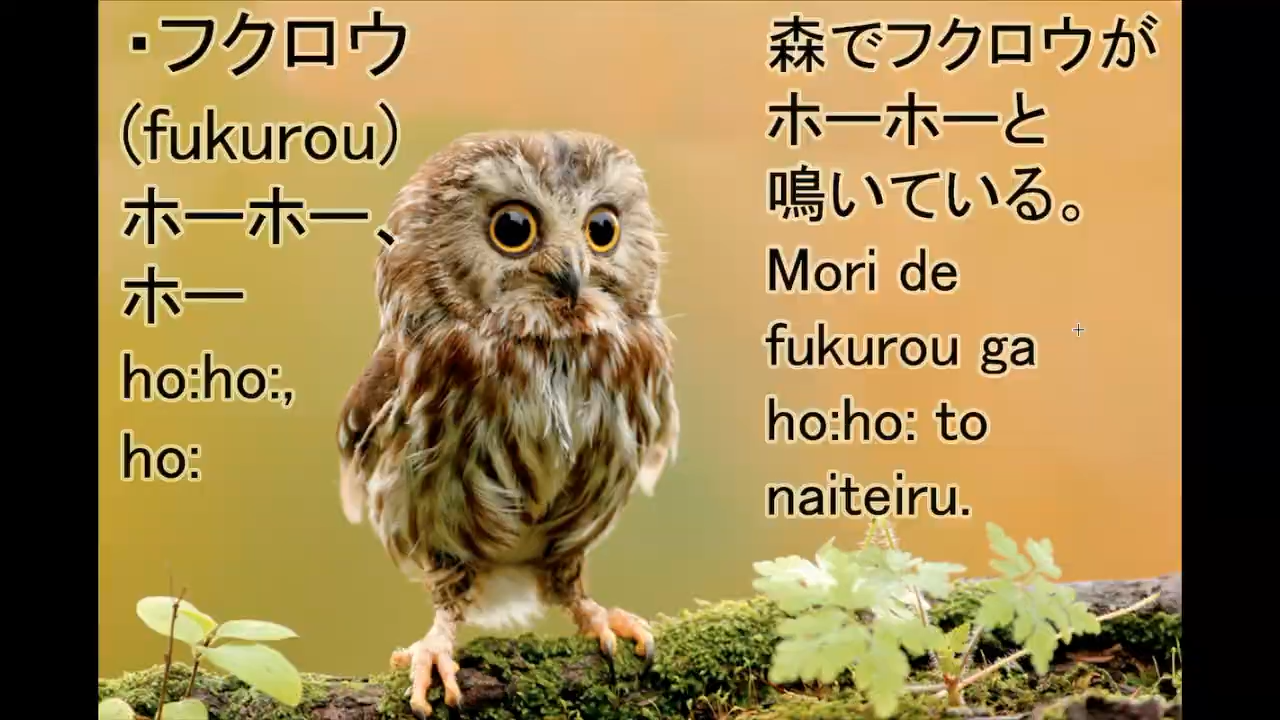 ・フクロウ
(fukurou)
ホーホー、
ホー
ho:ho:,
ho:
森でフクロウが
ホーホーと
鳴いている。
Mori de
fukurou ga
ho:ho: to
naiteiru.